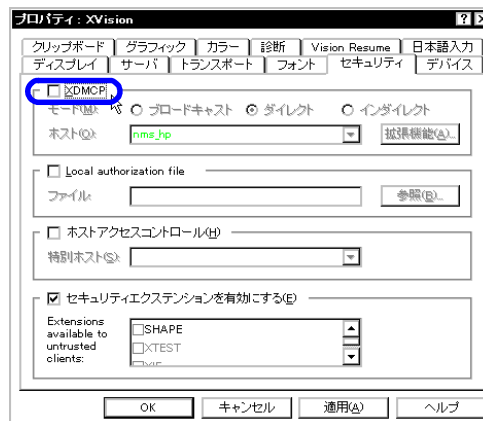 プロパティ : XVision
クリップボード グラフィック カラー 診断 Vision Resume 日本語入力
ディスプレイ サーバ トランスポート フォント セキュリティ デバイス
XDMCP
モード(M): ブロードキャスト ダイレクト インダイレクト
ホスト(O): nms_hp 拡張機能(A)...
Local authorization file
ファイル: 参照(R)...
ホストアクセスコントロール(H)
特別ホスト(S):
セキュリティエクステンションを有効にする(E)
Extensions
available to
untrusted
clients:
SHAPE
XTEST
OK キャンセル 適用(A) ヘルプ